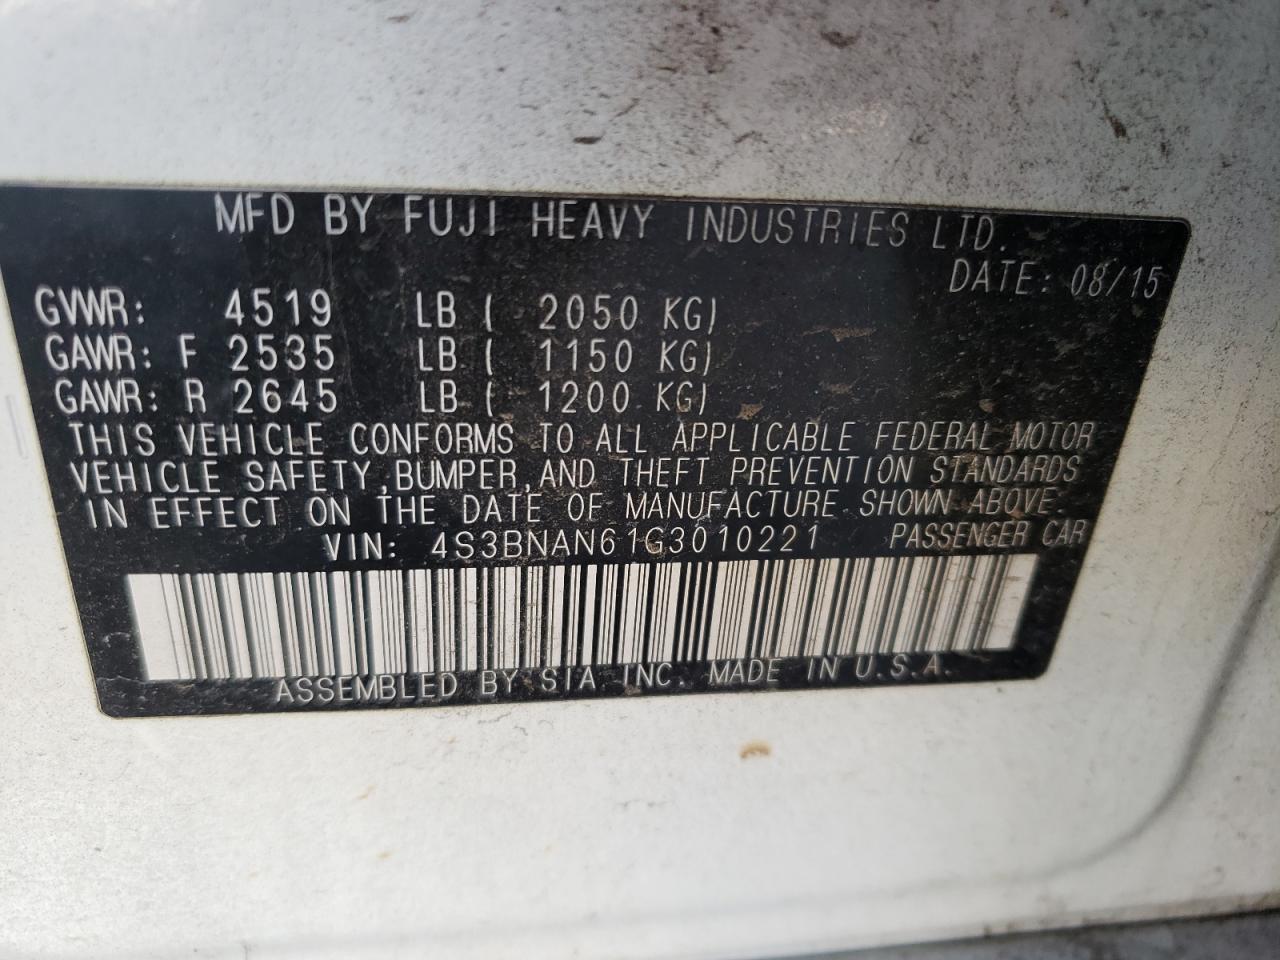 MFD BY FUJI HEAVY INDUSTRIES LTD.
DATE: 08/15
GVWR: 4519 LB ( 2050 KG)
GAWR: F 2535 LB ( 1150 KG)
GAWR: R 2645 LB ( 1200 KG)
THIS VEHICLE CONFORMS TO ALL APPLICABLE FEDERAL MOTOR
VEHICLE SAFETY,BUMPER,AND THEFT PREVENTION STANDARDS
IN EFFECT ON THE DATE OF MANUFACTURE SHOWN ABOVE.
VIN: 4S3BNAN61G3010221 PASSENGER CAR
ASSEMBLED BY SIA INC. MADE IN U.S.A.